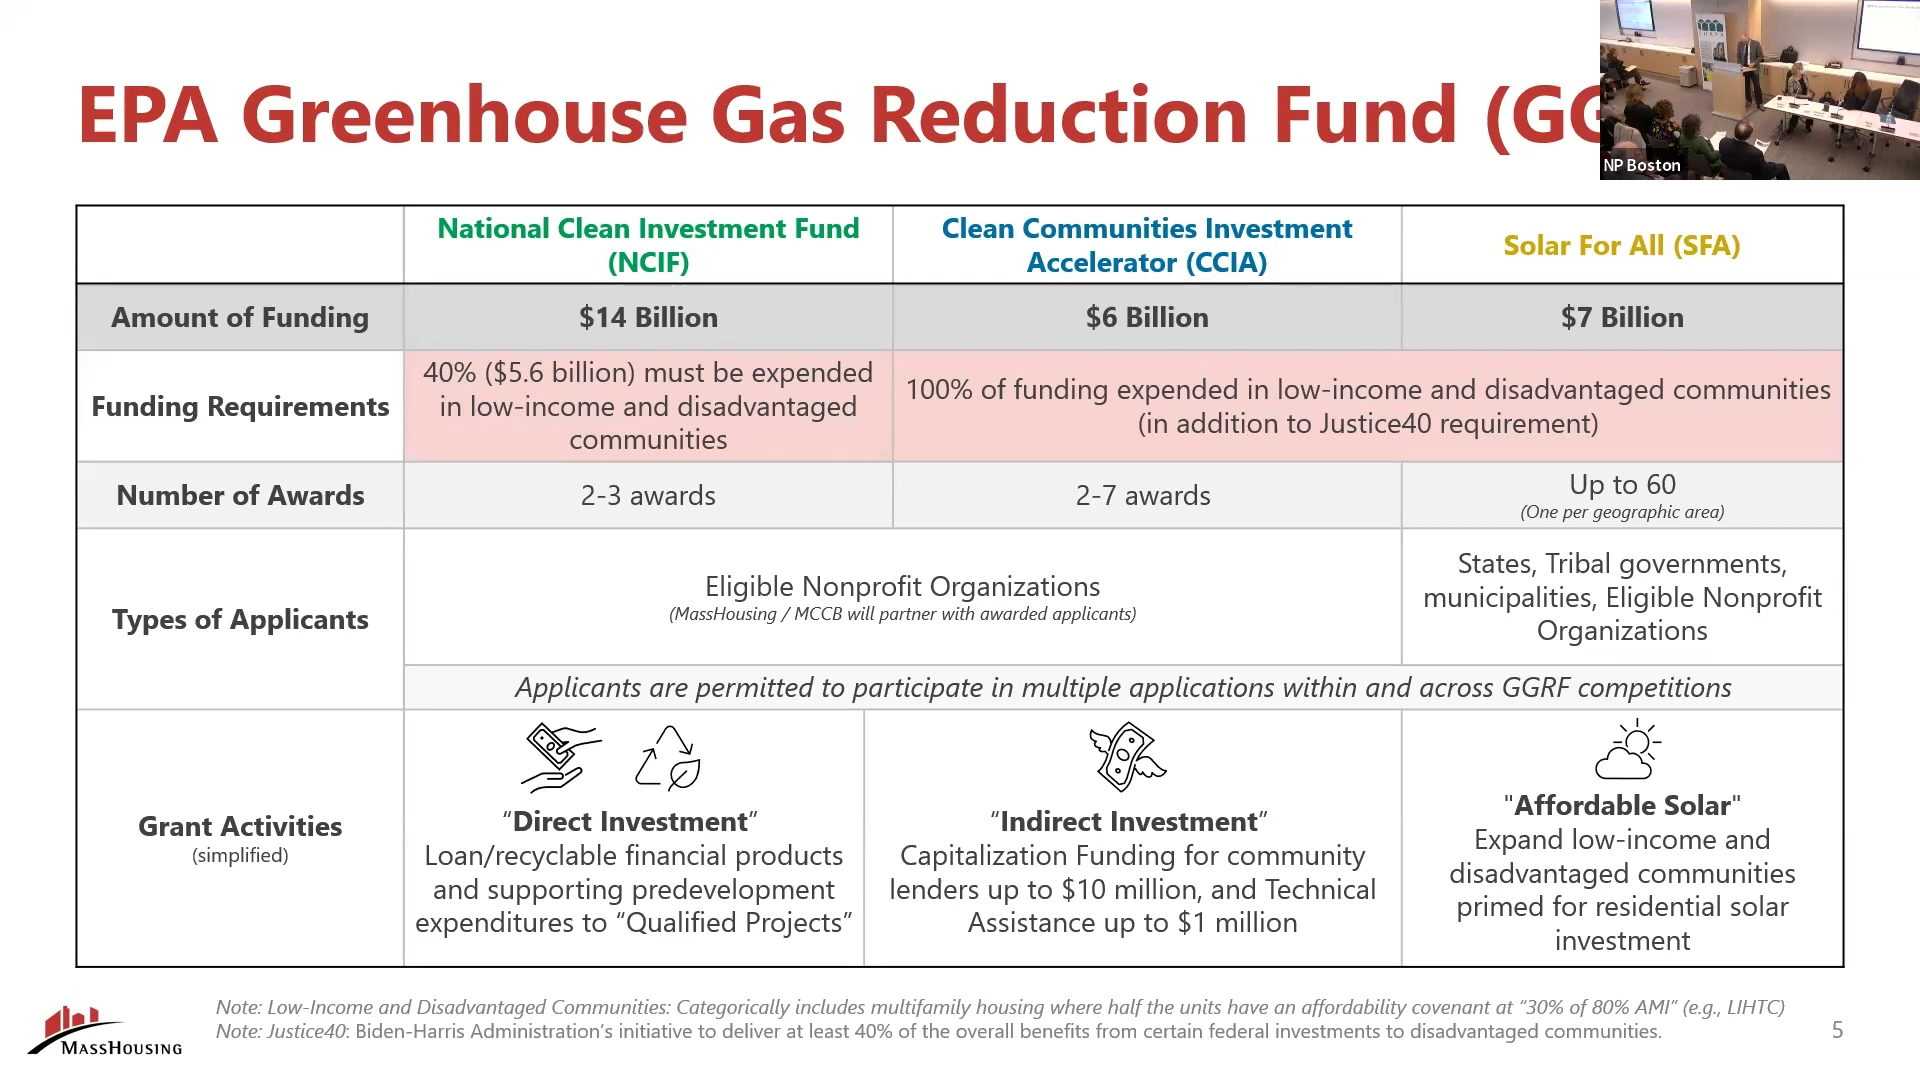 EPA Greenhouse Gas Reduction Fund (GG
NP Boston
National Clean Investment Fund
(NCIF)
Clean Communities Investment
Accelerator (CCIA)
Solar For All (SFA)
Amount of Funding
$14 Billion
$6 Billion
$7 Billion
Funding Requirements
40% ($5.6 billion) must be expended
in low-income and disadvantaged
communities
100% of funding expended in low-income and disadvantaged communities
(in addition to Justice40 requirement)
Number of Awards
2-3 awards
2-7 awards
Up to 60
(One per geographic area)
Types of Applicants
Eligible Nonprofit Organizations
(MassHousing / MCCB will partner with awarded applicants)
States, Tribal governments,
municipalities, Eligible Nonprofit
Organizations
Applicants are permitted to participate in multiple applications within and across GGRF competitions
Grant Activities
(simplified)
“Direct Investment”
Loan/recyclable financial products
and supporting predevelopment
expenditures to “Qualified Projects”
“Indirect Investment”
Capitalization Funding for community
lenders up to $10 million, and Technical
Assistance up to $1 million
"Affordable Solar"
Expand low-income and
disadvantaged communities
primed for residential solar
investment
Note: Low-Income and Disadvantaged Communities: Categorically includes multifamily housing where half the units have an affordability covenant at “30% of 80% AMI” (e.g., LIHTC)
Note: Justice40: Biden-Harris Administration’s initiative to deliver at least 40% of the overall benefits from certain federal investments to disadvantaged communities.
MASSHOUSING
5